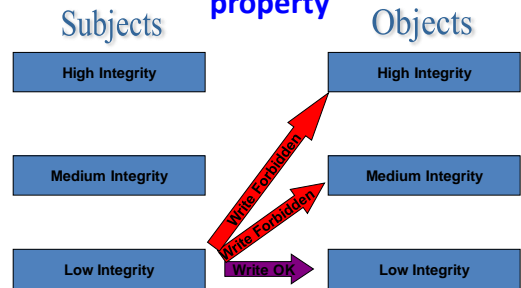 property
Subjects
Objects
High Integrity
High Integrity
Medium Integrity
Medium Integrity
Low Integrity
Low Integrity
Write Forbidden
Write Forbidden
Write OK